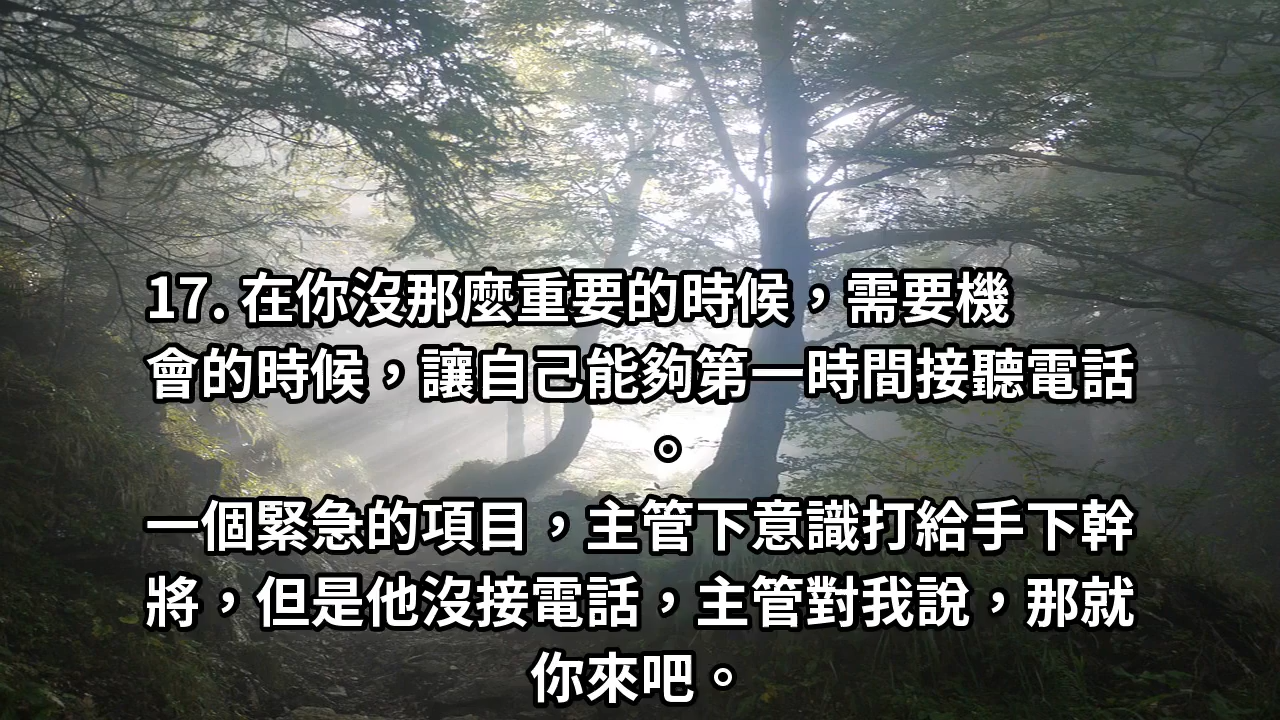 17. 在你沒那麼重要的時候，需要機
會的時候，讓自己能夠第一時間接聽電話
。
一個緊急的項目，主管下意識打給手下幹
將，但是他沒接電話，主管對我說，那就
你來吧。